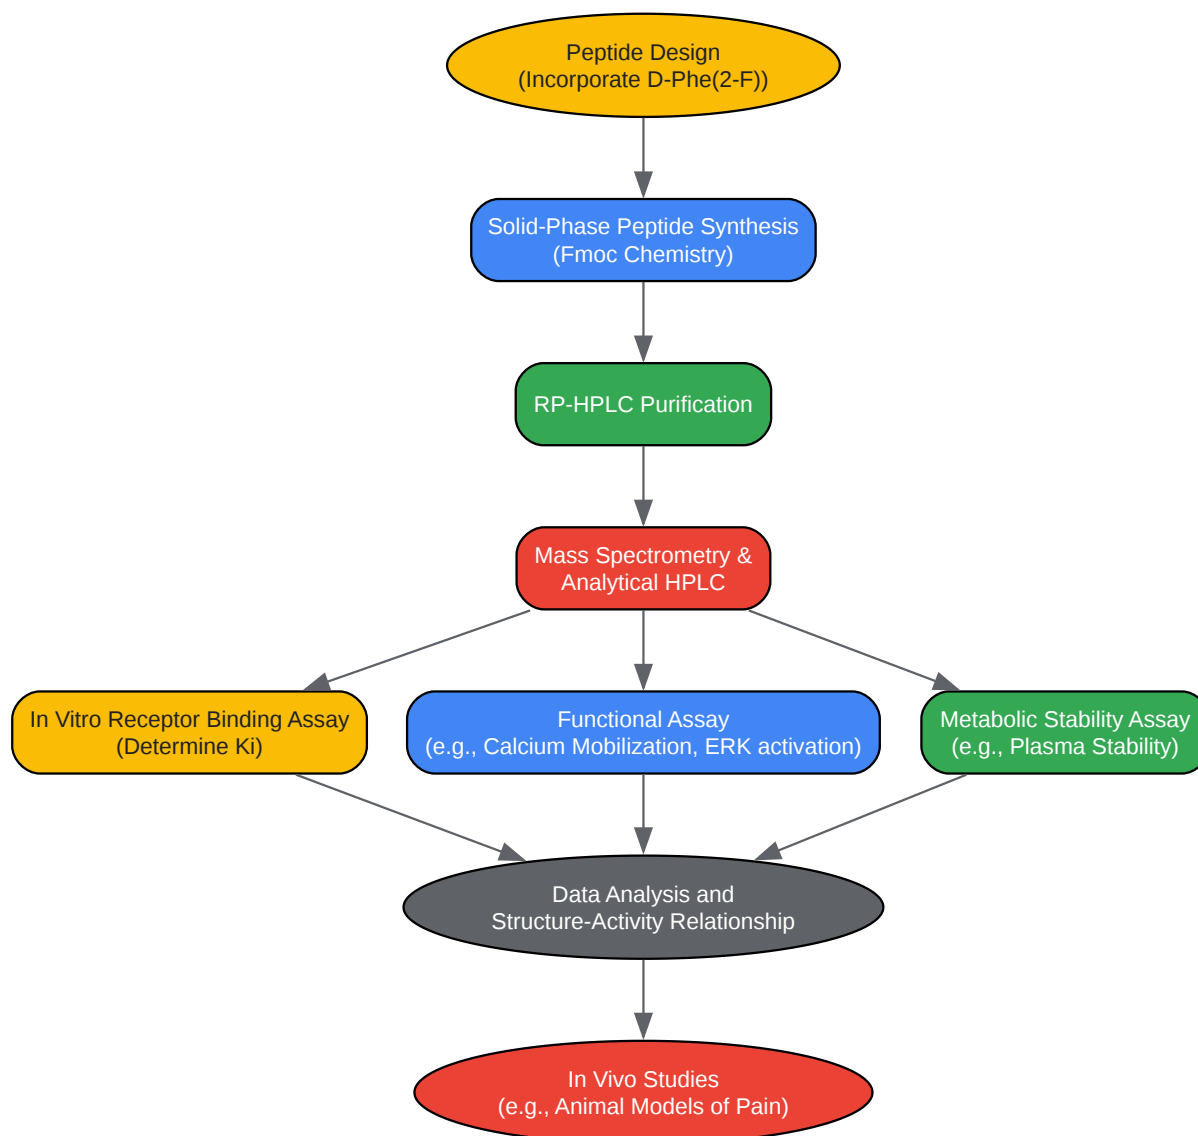 Peptide Design
(Incorporate D-Phe(2-F))
Solid-Phase Peptide Synthesis
(Fmoc Chemistry)
RP-HPLC Purification
Mass Spectrometry &
Analytical HPLC
In Vitro Receptor Binding Assay
(Determine Ki)
Functional Assay
(e.g., Calcium Mobilization, ERK activation)
Metabolic Stability Assay
(e.g., Plasma Stability)
Data Analysis and
Structure-Activity Relationship
In Vivo Studies
(e.g., Animal Models of Pain)